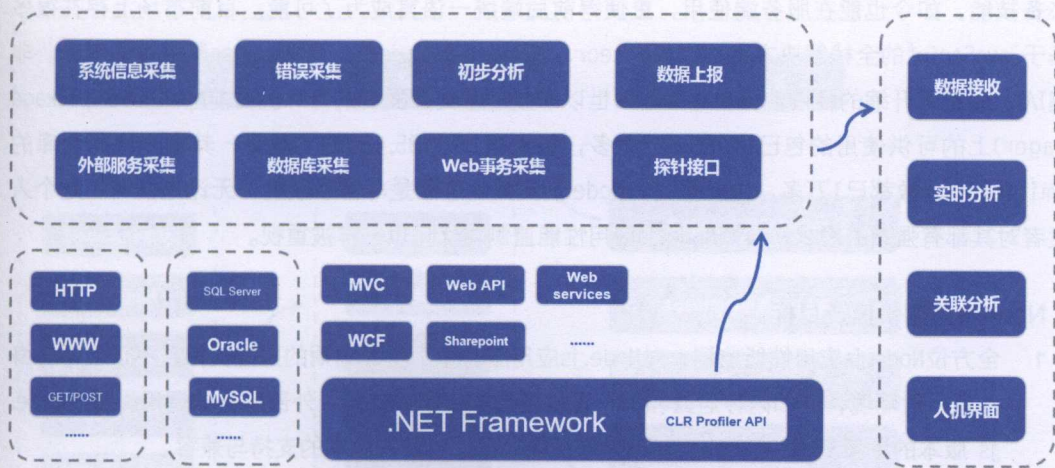 系统信息采集
错误采集
初步分析
数据上报
外部服务采集
数据库采集
Web事务采集
探针接口
数据接收
实时分析
关联分析
人机界面
HTTP
WWW
GET/POST
......
SQL Server
Oracle
MySQL
......
MVC
Web API
Web services
WCF
Sharepoint
......
.NET Framework
CLR Profiler API